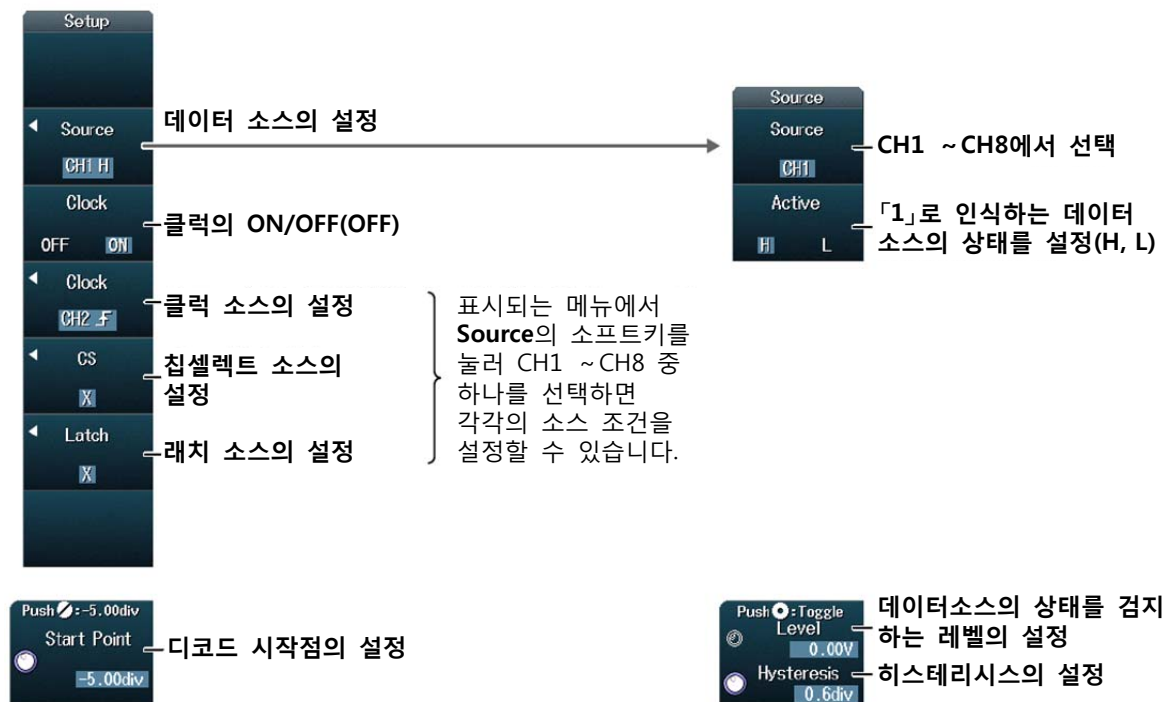 Setup
Source
CH1 H
데이터 소스의 설정
Clock
OFF ON
클럭의 ON/OFF(OFF)
Clock
CH2
클럭 소스의 설정
CS
X
칩셀렉트 소스의
설정
Latch
X
래치 소스의 설정
표시되는 메뉴에서
Source의 소프트키를
눌러 CH1 ~CH8 중
하나를 선택하면
각각의 소스 조건을
설정할 수 있습니다.
Source
Source
CH1
CH1 ~CH8에서 선택
Active
H L
「1」로 인식하는 데이터
소스의 상태를 설정(H, L)
Push :-5.00div
Start Point
-5.00div
디코드 시작점의 설정
Push :Toggle
Level
0.00V
데이터소스의 상태를 검지
하는 레벨의 설정
Hysteresis
0.6div
히스테리시스의 설정